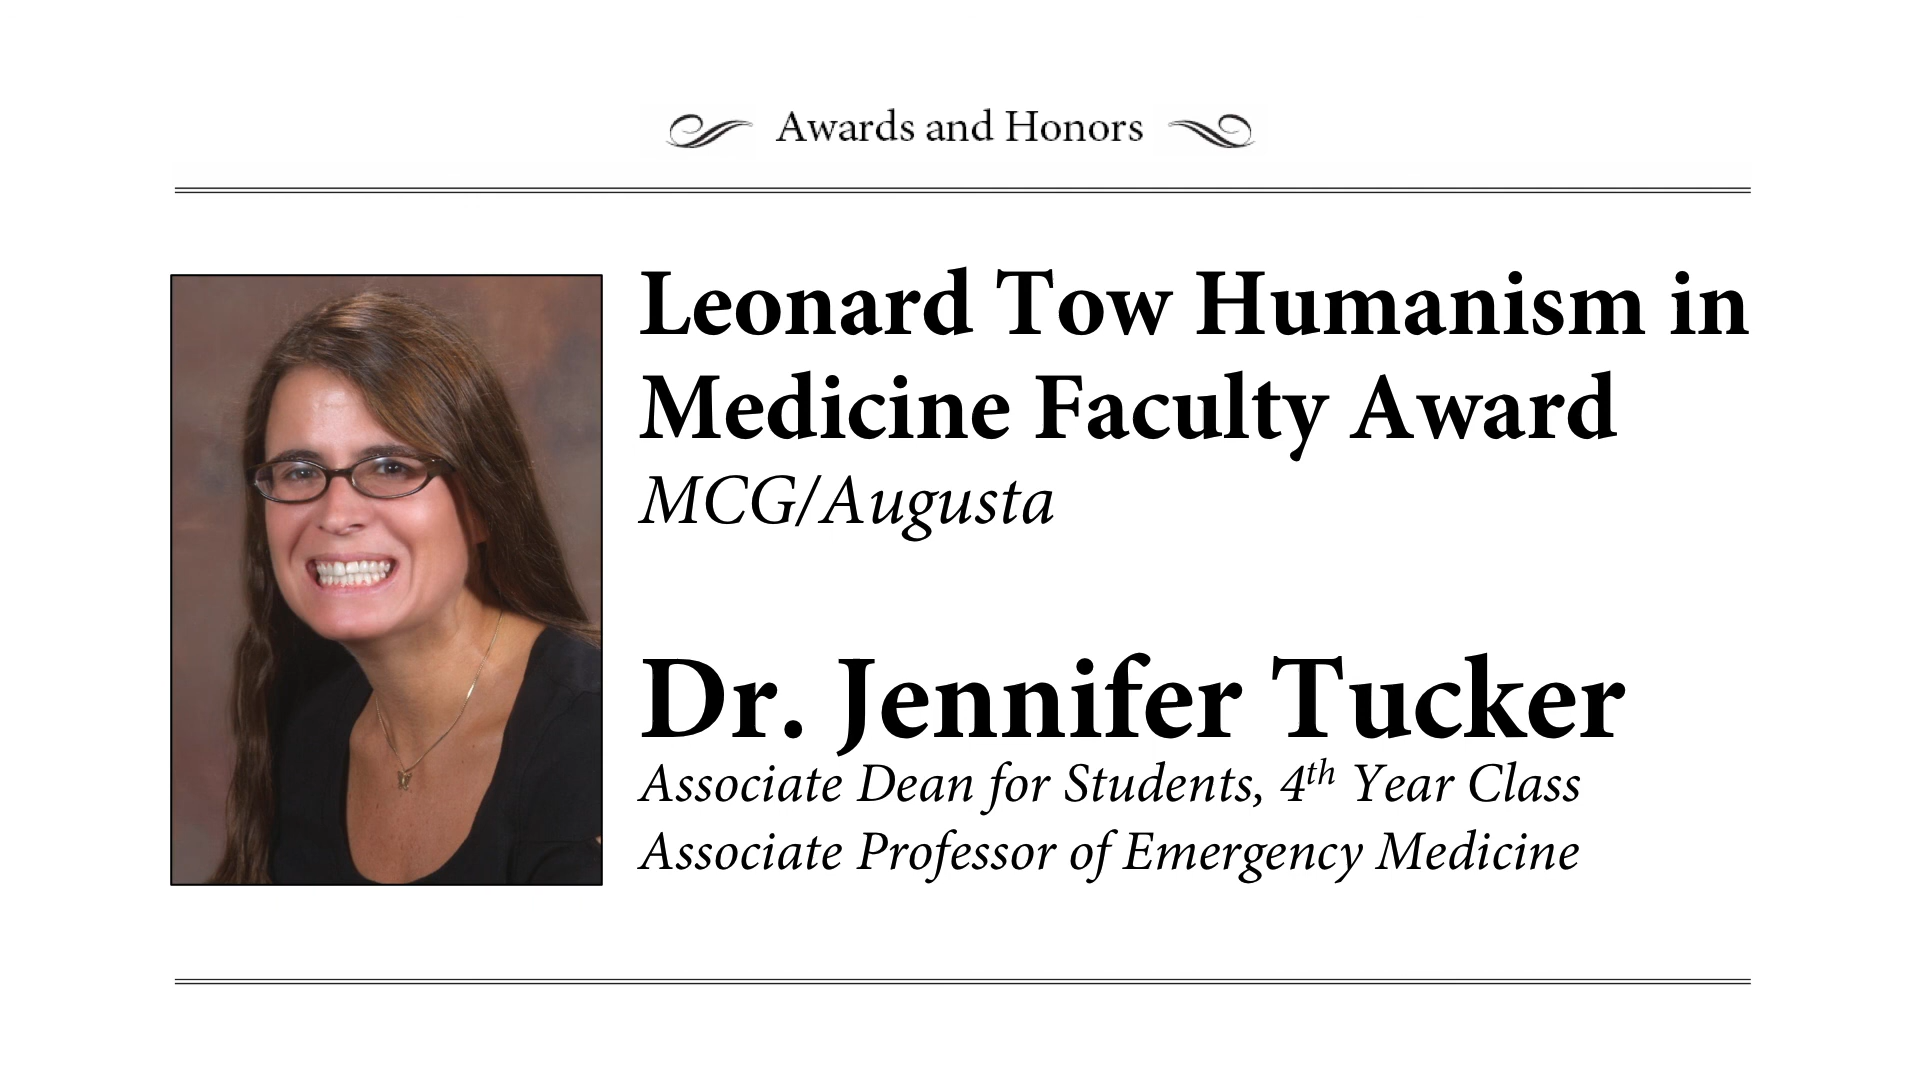 Awards and Honors
Leonard Tow Humanism in
Medicine Faculty Award
MCG/Augusta
Dr. Jennifer Tucker
Associate Dean for Students, 4th Year Class
Associate Professor of Emergency Medicine